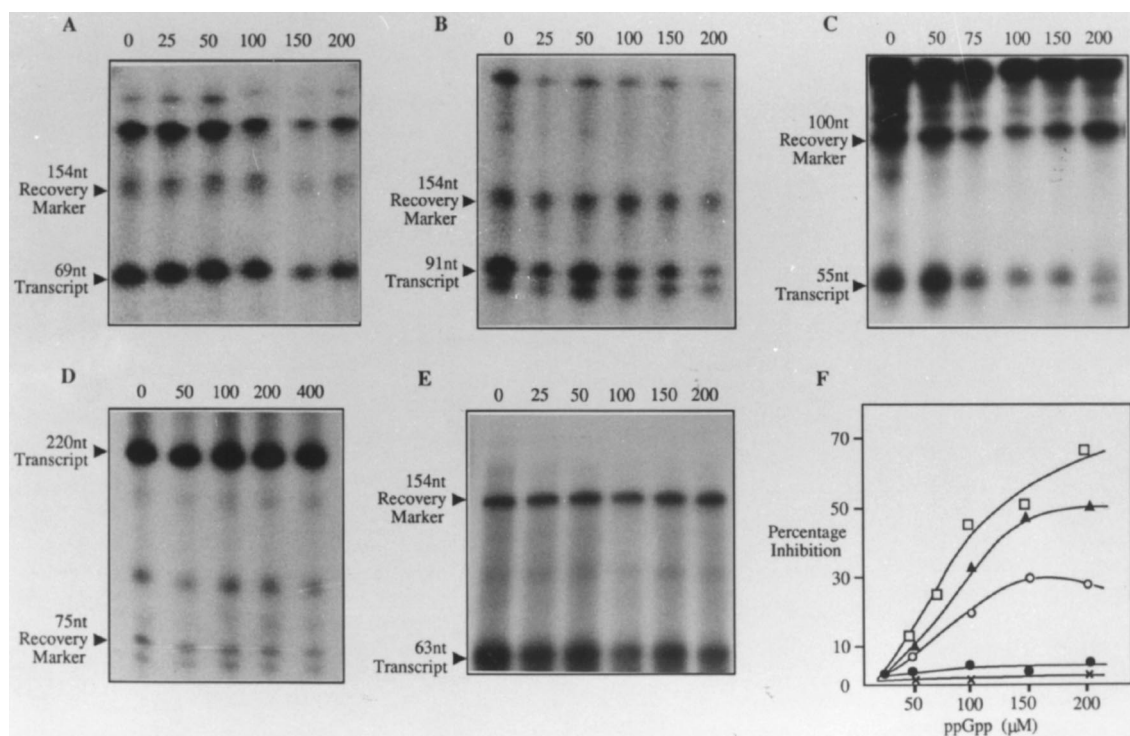 A
0 25 50 100 150 200
154nt
Recovery
Marker
69nt
Transcript
B
0 25 50 100 150 200
154nt
Recovery
Marker
91nt
Transcript
C
0 50 75 100 150 200
100nt
Recovery
Marker
55nt
Transcript
D
0 50 100 200 400
220nt
Transcript
75nt
Recovery
Marker
E
0 25 50 100 150 200
154nt
Recovery
Marker
63nt
Transcript
F
70
50
30
10
0
Percentage
Inhibition
50 100 150 200
ppGpp (μM)